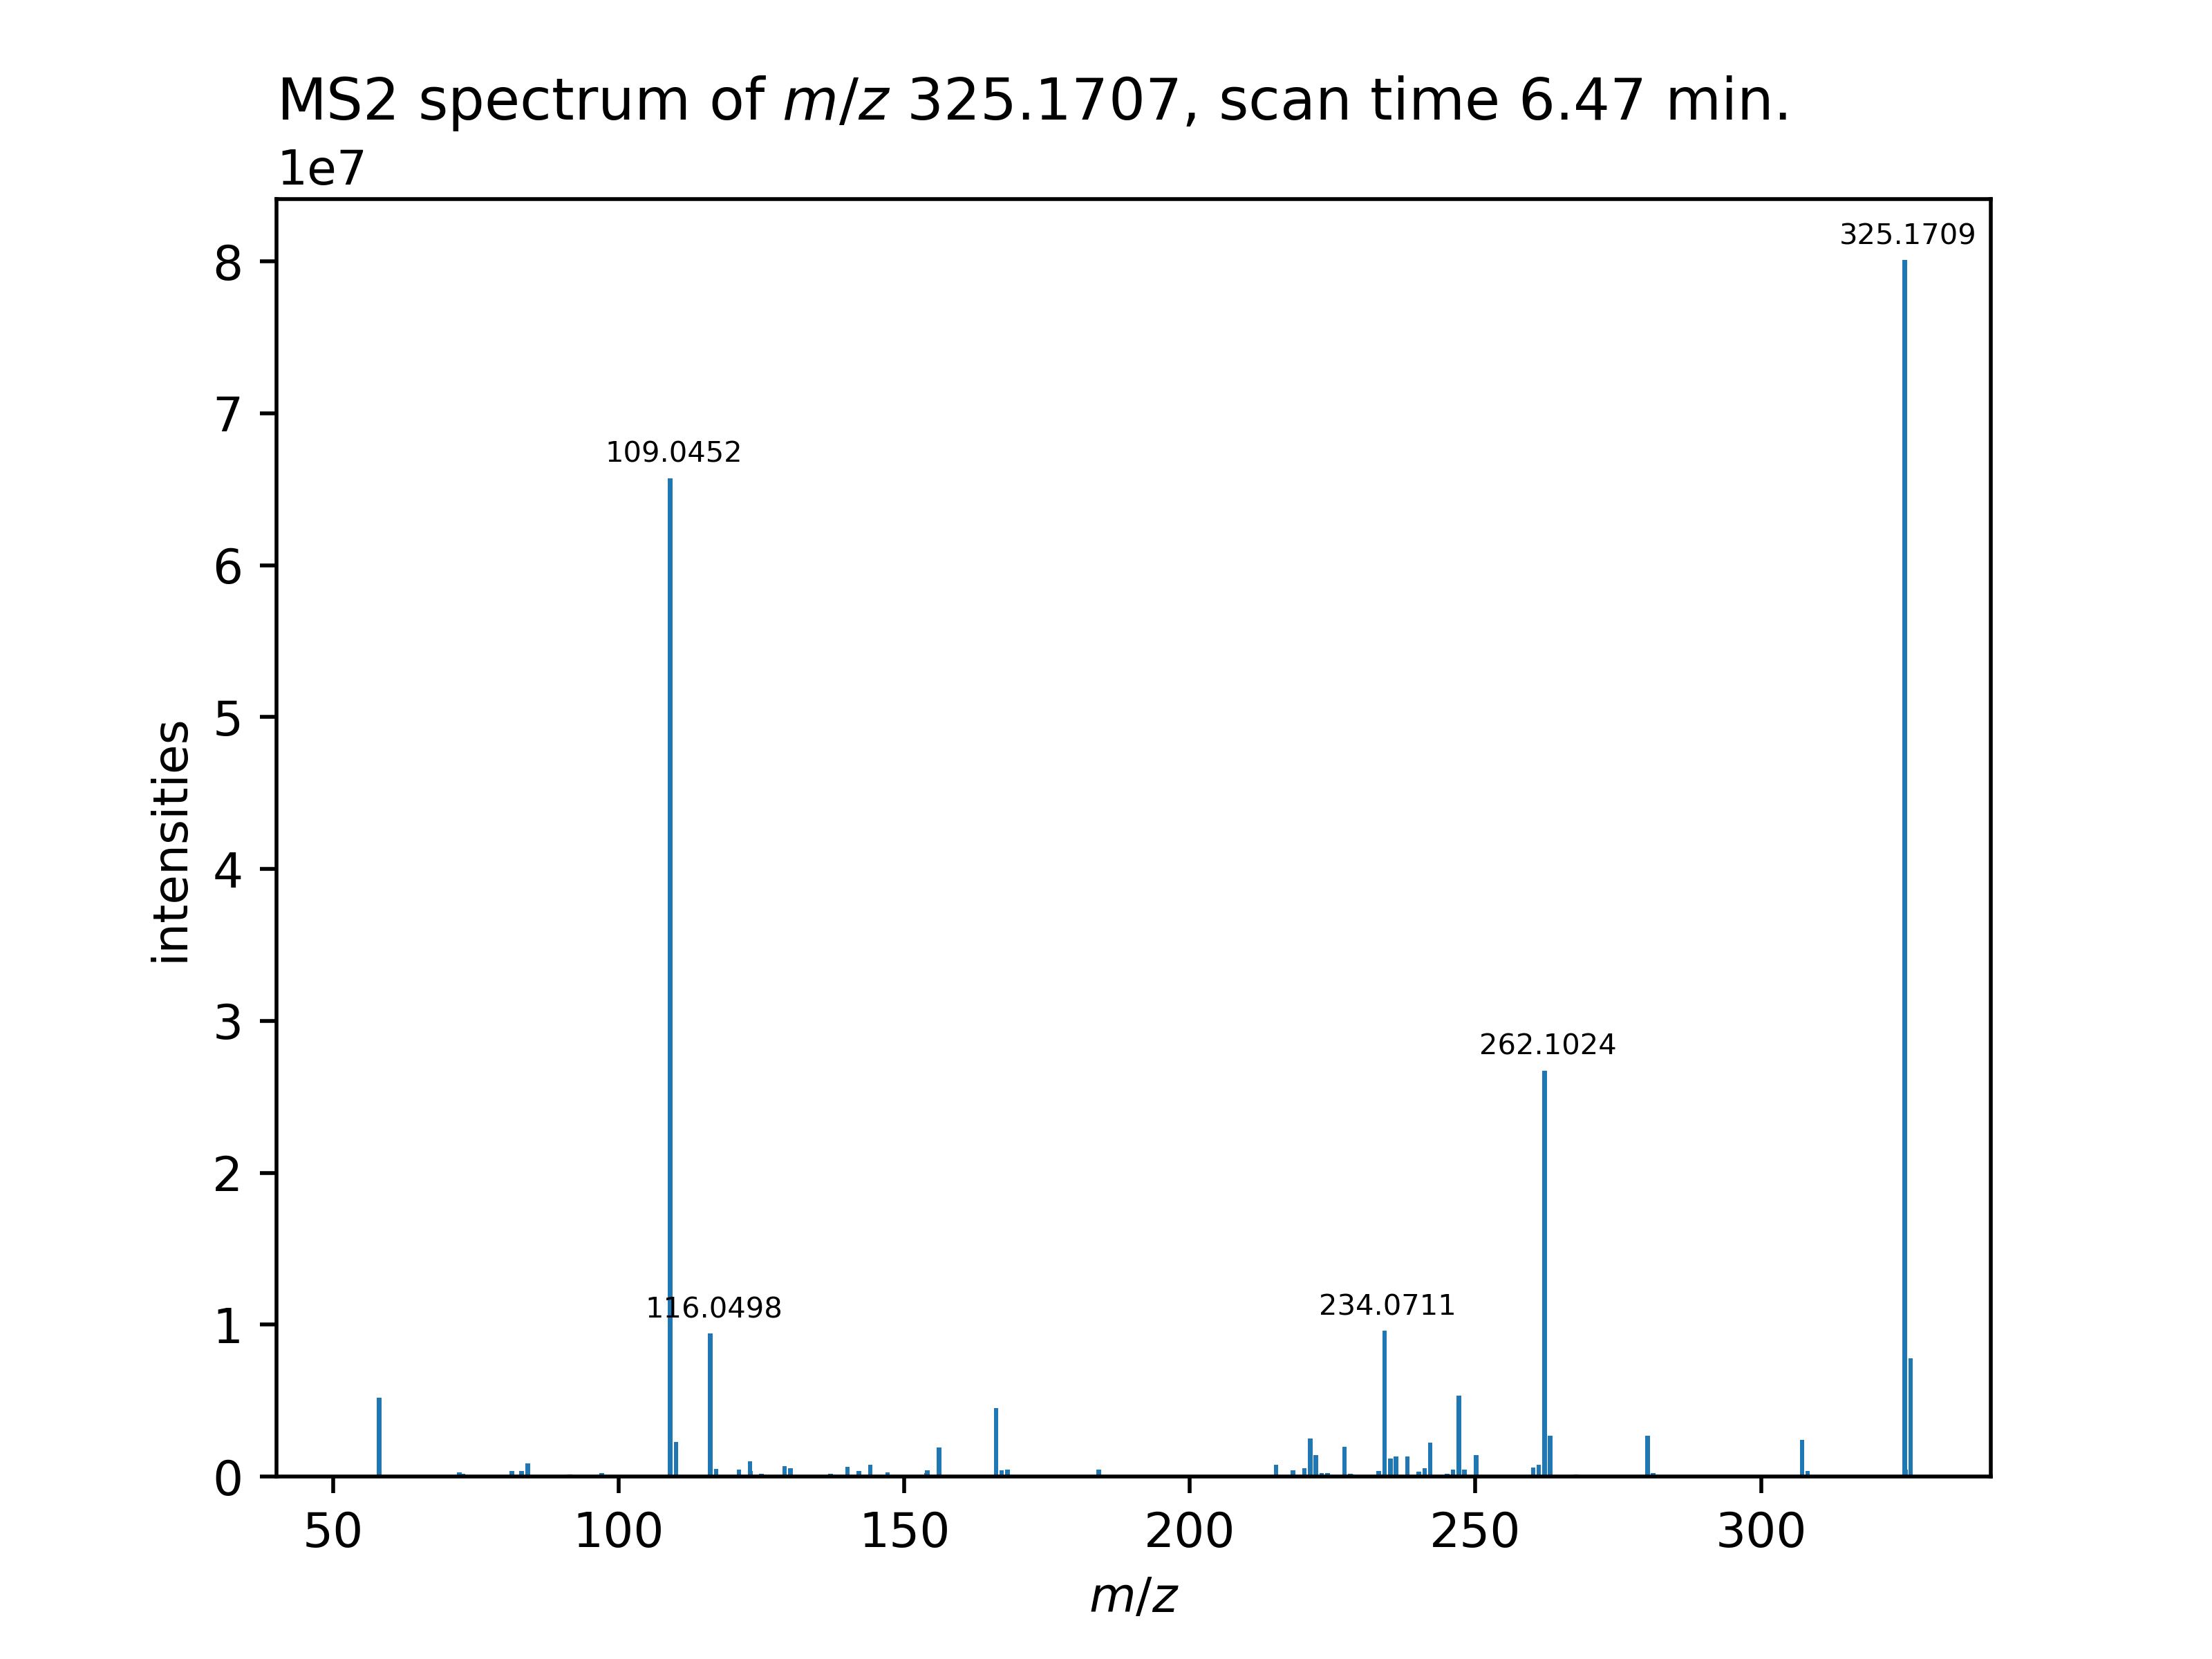 MS2 spectrum of m/z 325.1707, scan time 6.47 min.
1e7
325.1709
8
7
109.0452
6
5
intensities
4
3
262.1024
2
116.0498
234.0711
1
0
50 100 150 200 250 300
m/z